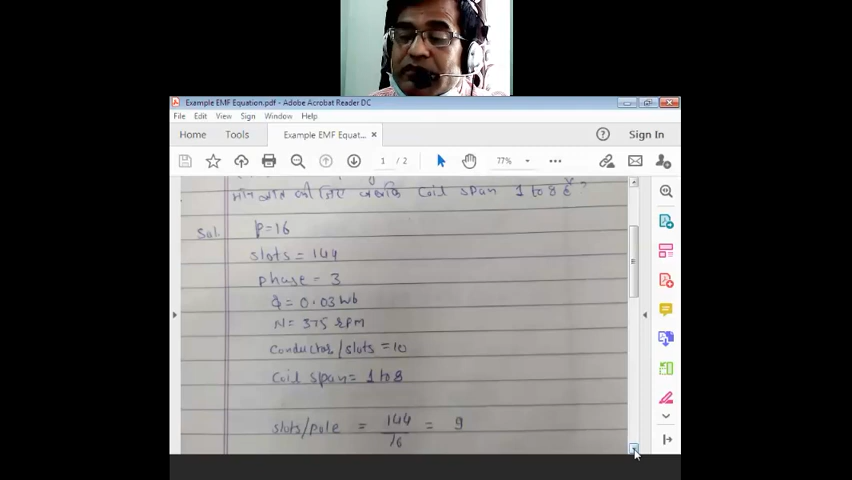 Example EMF Equation.pdf - Adobe Acrobat Reader DC
File Edit View Sign Window Help
Home Tools Example EMF Equat... × Sign In
1 / 2 77%
Coil span 1 to 8 है?
Sol. P=16
slots = 144
phase = 3
Φ = 0.03 wb
N = 375 rpm
Conductor/slots = 10
Coil span = 1 to 8
slots/pole = 144/16 = 9